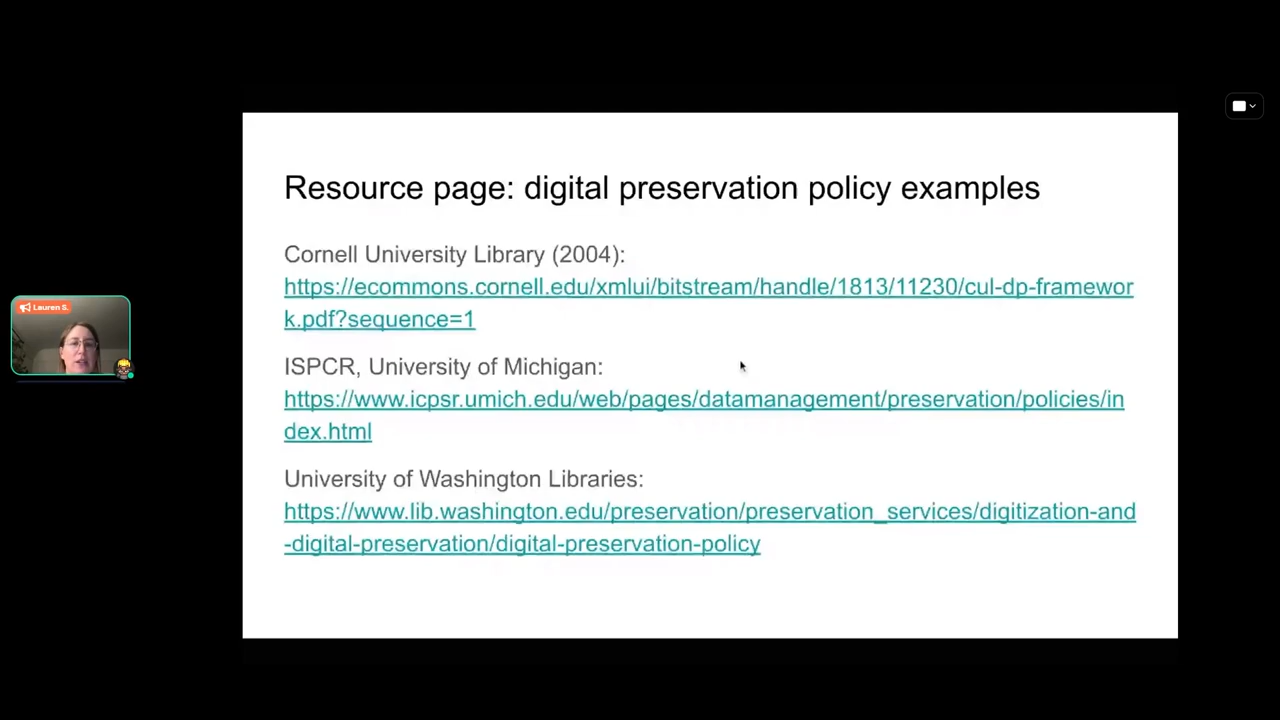 Resource page: digital preservation policy examples
Cornell University Library (2004):
https://ecommons.cornell.edu/xmlui/bitstream/handle/1813/11230/cul-dp-framewor
k.pdf?sequence=1
Lauren S.
ISPCR, University of Michigan:
https://www.icpsr.umich.edu/web/pages/datamanagement/preservation/policies/in
dex.html
University of Washington Libraries:
https://www.lib.washington.edu/preservation/preservation_services/digitization-and
-digital-preservation/digital-preservation-policy